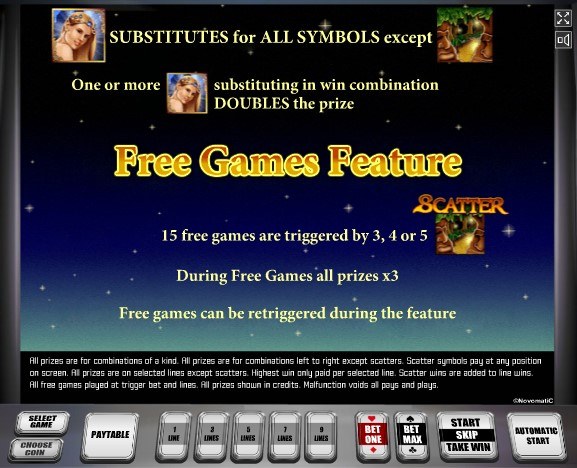 SUBSTITUTES for ALL SYMBOLS except
One or more substituting in win combination
DOUBLES the prize
Free Games Feature
SCATTER
15 free games are triggered by 3, 4 or 5
During Free Games all prizes x3
Free games can be retriggered during the feature
All prizes are for combinations of a kind. All prizes are for combinations left to right except scatters. Scatter symbols pay at any position
on screen. All prizes are on selected lines except scatters. Highest win only paid per selected line. Scatter wins are added to line wins.
All free games played at trigger bet and lines. All prizes shown in credits. Malfunction voids all pays and plays.
©NovomatiC
SELECT
GAME
CHOOSE
COIN
PAYTABLE
1
LINE
3
LINES
5
LINES
7
LINES
9
LINES
BET
ONE
BET
MAX
START
SKIP
TAKE WIN
AUTOMATIC
START